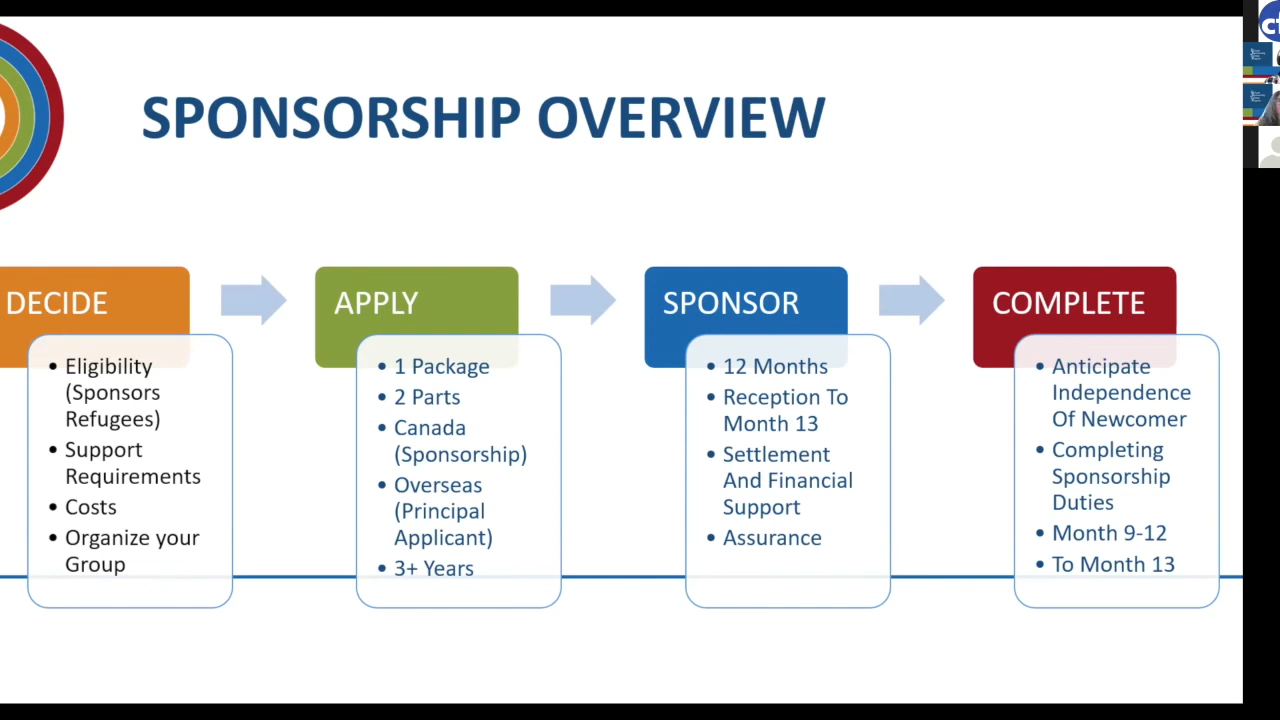 SPONSORSHIP OVERVIEW
DECIDE
• Eligibility
(Sponsors
Refugees)
• Support
Requirements
• Costs
• Organize your
Group
APPLY
• 1 Package
• 2 Parts
• Canada
(Sponsorship)
• Overseas
(Principal
Applicant)
• 3+ Years
SPONSOR
• 12 Months
• Reception To
Month 13
• Settlement
And Financial
Support
• Assurance
COMPLETE
• Anticipate
Independence
Of Newcomer
• Completing
Sponsorship
Duties
• Month 9-12
• To Month 13